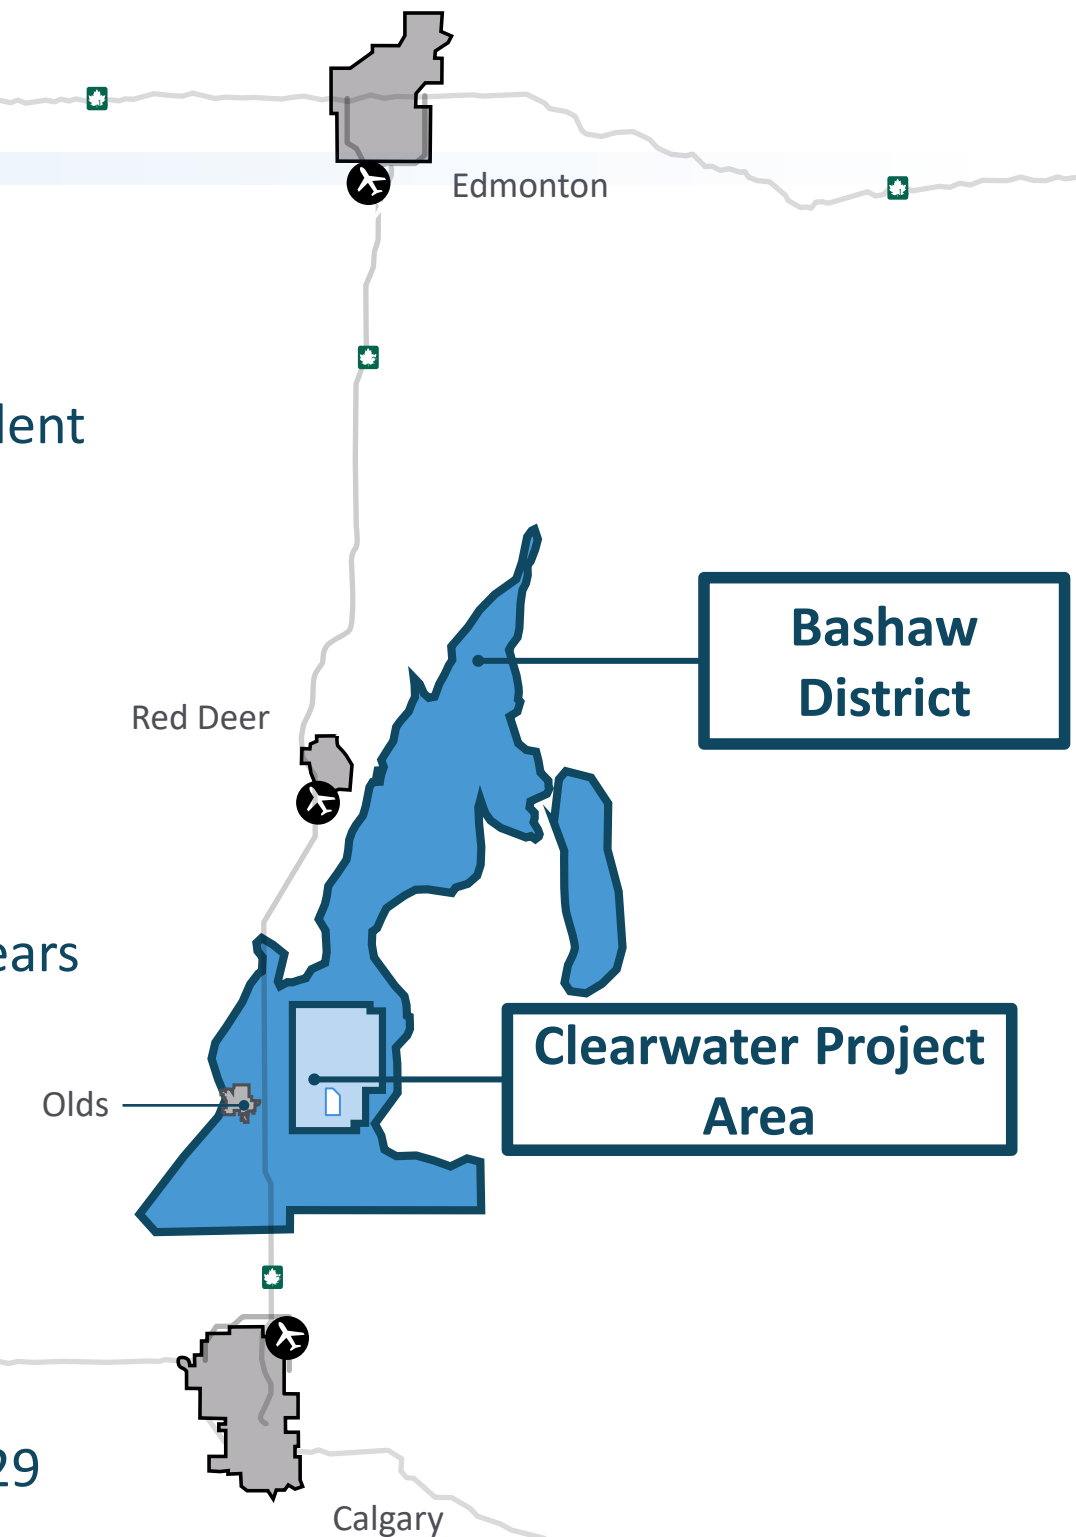 Edmonton
lent
Bashaw
District
Red Deer
ears
Clearwater Project
Area
Olds
29
Calgary